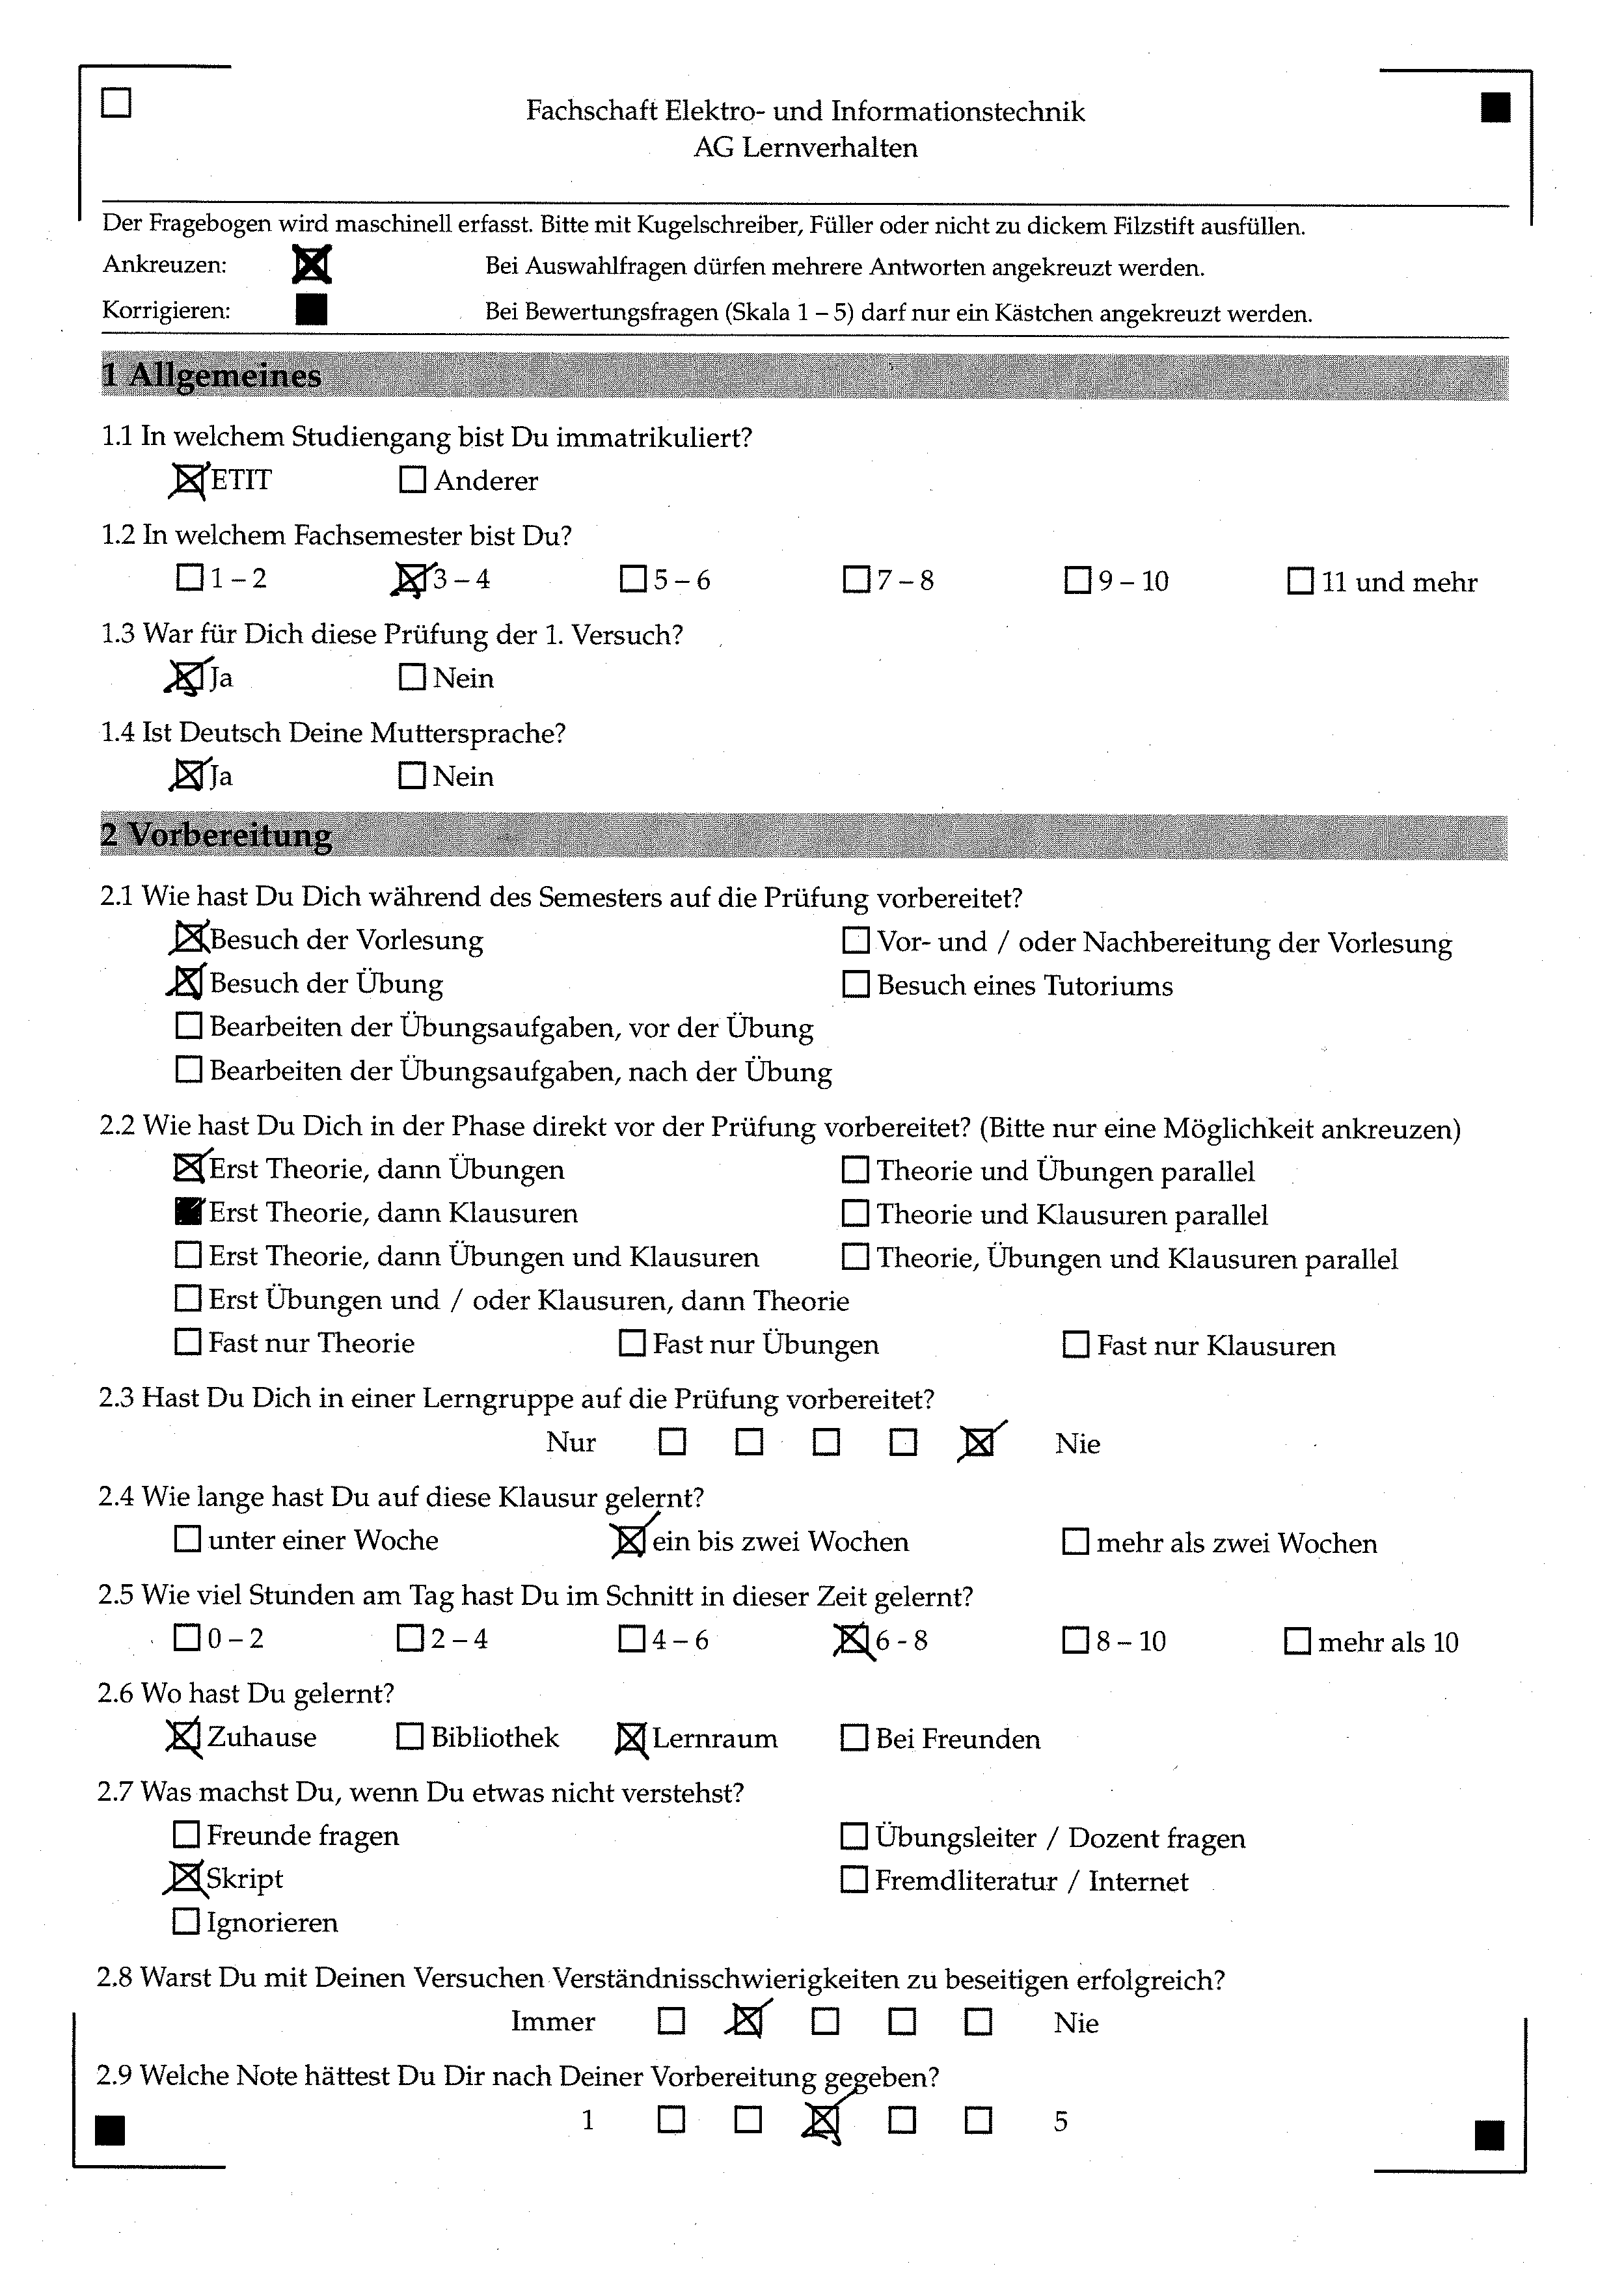 Fachschaft Elektro- und Informationstechnik
AG Lernverhalten
Der Fragebogen wird maschinell erfasst. Bitte mit Kugelschreiber, Füller oder nicht zu dickem Filzstift ausfüllen.
Ankreuzen: Bei Auswahlfragen dürfen mehrere Antworten angekreuzt werden.
Korrigieren: Bei Bewertungsfragen (Skala 1 – 5) darf nur ein Kästchen angekreuzt werden.
1 Allgemeines
1.1 In welchem Studiengang bist Du immatrikuliert?
ETIT Anderer
1.2 In welchem Fachsemester bist Du?
1 – 2 3 – 4 5 – 6 7 – 8 9 – 10 11 und mehr
1.3 War für Dich diese Prüfung der 1. Versuch?
Ja Nein
1.4 Ist Deutsch Deine Muttersprache?
Ja Nein
2 Vorbereitung
2.1 Wie hast Du Dich während des Semesters auf die Prüfung vorbereitet?
Besuch der Vorlesung Vor- und / oder Nachbereitung der Vorlesung
Besuch der Übung Besuch eines Tutoriums
Bearbeiten der Übungsaufgaben, vor der Übung
Bearbeiten der Übungsaufgaben, nach der Übung
2.2 Wie hast Du Dich in der Phase direkt vor der Prüfung vorbereitet? (Bitte nur eine Möglichkeit ankreuzen)
Erst Theorie, dann Übungen Theorie und Übungen parallel
Erst Theorie, dann Klausuren Theorie und Klausuren parallel
Erst Theorie, dann Übungen und Klausuren Theorie, Übungen und Klausuren parallel
Erst Übungen und / oder Klausuren, dann Theorie
Fast nur Theorie Fast nur Übungen Fast nur Klausuren
2.3 Hast Du Dich in einer Lerngruppe auf die Prüfung vorbereitet?
Nur Nie
2.4 Wie lange hast Du auf diese Klausur gelernt?
unter einer Woche ein bis zwei Wochen mehr als zwei Wochen
2.5 Wie viel Stunden am Tag hast Du im Schnitt in dieser Zeit gelernt?
0 – 2 2 – 4 4 – 6 6 - 8 8 – 10 mehr als 10
2.6 Wo hast Du gelernt?
Zuhause Bibliothek Lernraum Bei Freunden
2.7 Was machst Du, wenn Du etwas nicht verstehst?
Freunde fragen Übungsleiter / Dozent fragen
Skript Fremdliteratur / Internet
Ignorieren
2.8 Warst Du mit Deinen Versuchen Verständnisschwierigkeiten zu beseitigen erfolgreich?
Immer Nie
2.9 Welche Note hättest Du Dir nach Deiner Vorbereitung gegeben?
1 5